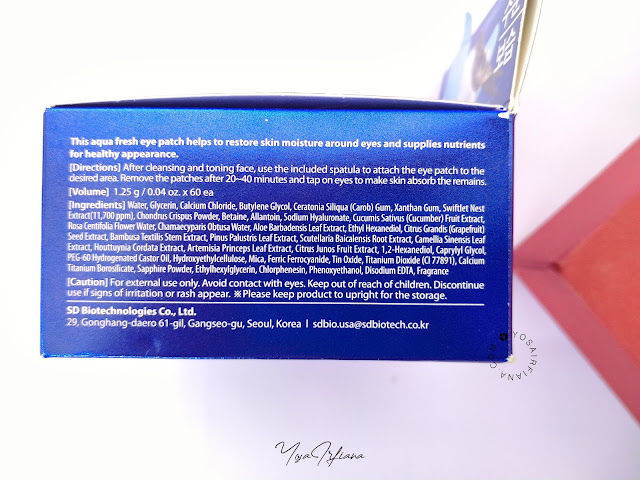 수분
보습
This aqua fresh eye patch helps to restore skin moisture around eyes and supplies nutrients
for healthy appearance.
[Directions] After cleansing and toning face, use the included spatula to attach the eye patch to the
desired area. Remove the patches after 20~40 minutes and tap on eyes to make skin absorb the remains.
[Volume] 1.25 g / 0.04 oz. x 60 ea
[Ingredients] Water, Glycerin, Calcium Chloride, Butylene Glycol, Ceratonia Siliqua (Carob) Gum, Xanthan Gum, Swiftlet Nest
Extract(11,700 ppm), Chondrus Crispus Powder, Betaine, Allantoin, Sodium Hyaluronate, Cucumis Sativus (Cucumber) Fruit Extract,
Rosa Centifolia Flower Water, Chamaecyparis Obtusa Water, Aloe Barbadensis Leaf Extract, Ethyl Hexanediol, Citrus Grandis (Grapefruit)
Seed Extract, Bambusa Textilis Stem Extract, Pinus Palustris Leaf Extract, Scutellaria Baicalensis Root Extract, Camellia Sinensis Leaf
Extract, Houttuynia Cordata Extract, Artemisia Princeps Leaf Extract, Citrus Junos Fruit Extract, 1,2-Hexanediol, Caprylyl Glycol,
PEG-60 Hydrogenated Castor Oil, Hydroxyethylcellulose, Mica, Ferric Ferrocyanide, Tin Oxide, Titanium Dioxide (CI 77891), Calcium
Titanium Borosilicate, Sapphire Powder, Ethylhexylglycerin, Chlorphenesin, Phenoxyethanol, Disodium EDTA, Fragrance
[Caution] For external use only. Avoid contact with eyes. Keep out of reach of children. Discontinue
use if signs of irritation or rash appear. ※Please keep product to upright for the storage.
SD Biotechnologies Co., Ltd.
29, Gonghang-daero 61-gil, Gangseo-gu, Seoul, Korea l sdbio.usa@sdbiotech.co.kr
YOSAIRFIANA.COM
YosaIrfiana